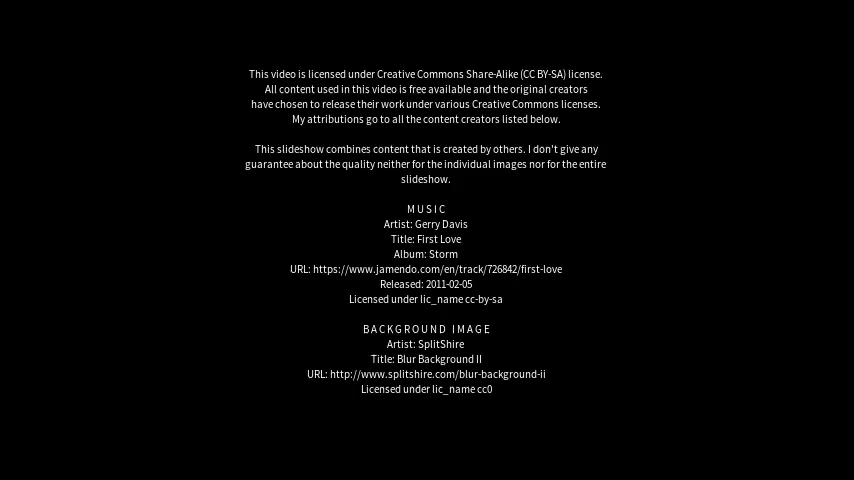 This video is licensed under Creative Commons Share-Alike (CC BY-SA) license.
All content used in this video is free available and the original creators
have chosen to release their work under various Creative Commons licenses.
My attributions go to all the content creators listed below.
This slideshow combines content that is created by others. I don't give any
guarantee about the quality neither for the individual images nor for the entire
slideshow.
MUSIC
Artist: Gerry Davis
Title: First Love
Album: Storm
URL: https://www.jamendo.com/en/track/726842/first-love
Released: 2011-02-05
Licensed under lic_name cc-by-sa
BACKGROUND IMAGE
Artist: SplitShire
Title: Blur Background II
URL: http://www.splitshire.com/blur-background-ii
Licensed under lic_name cc0